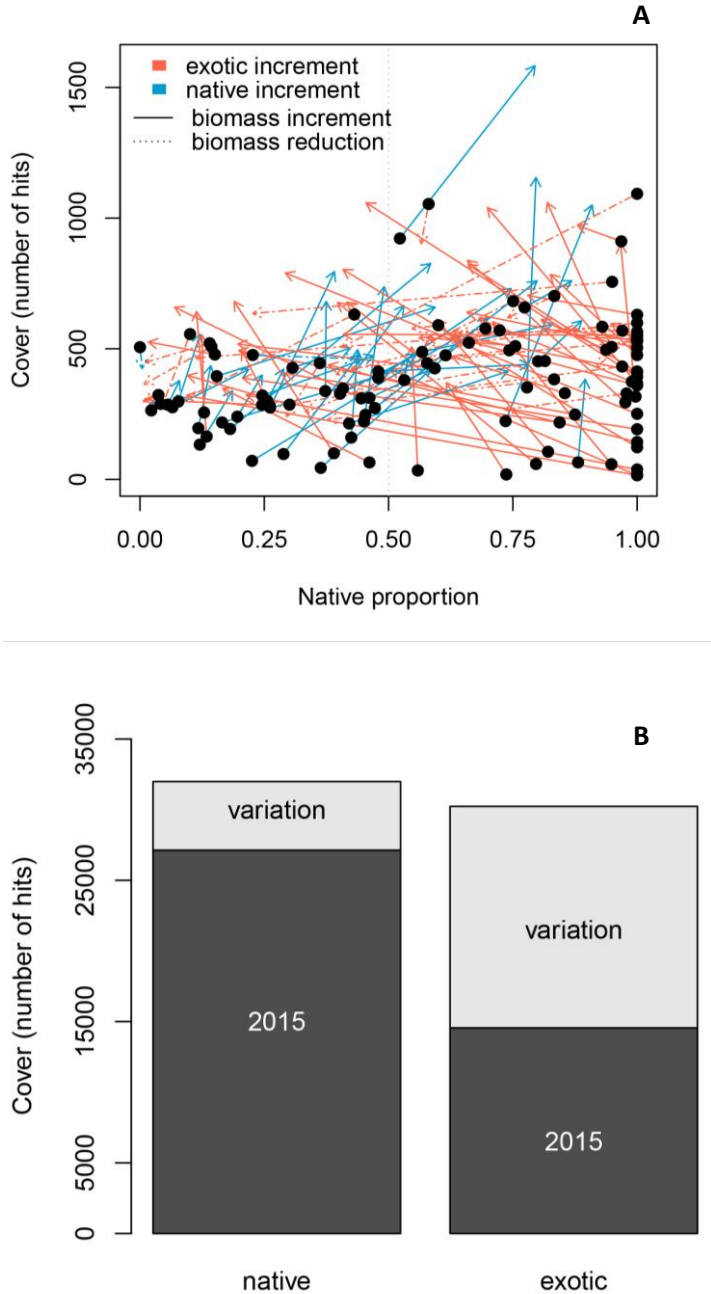 A
exotic increment
native increment
biomass increment
biomass reduction
Cover (number of hits)
1500
1000
500
0
0.00 0.25 0.50 0.75 1.00
Native proportion
B
Cover (number of hits)
35000
25000
15000
5000
0
variation
2015
variation
2015
native exotic